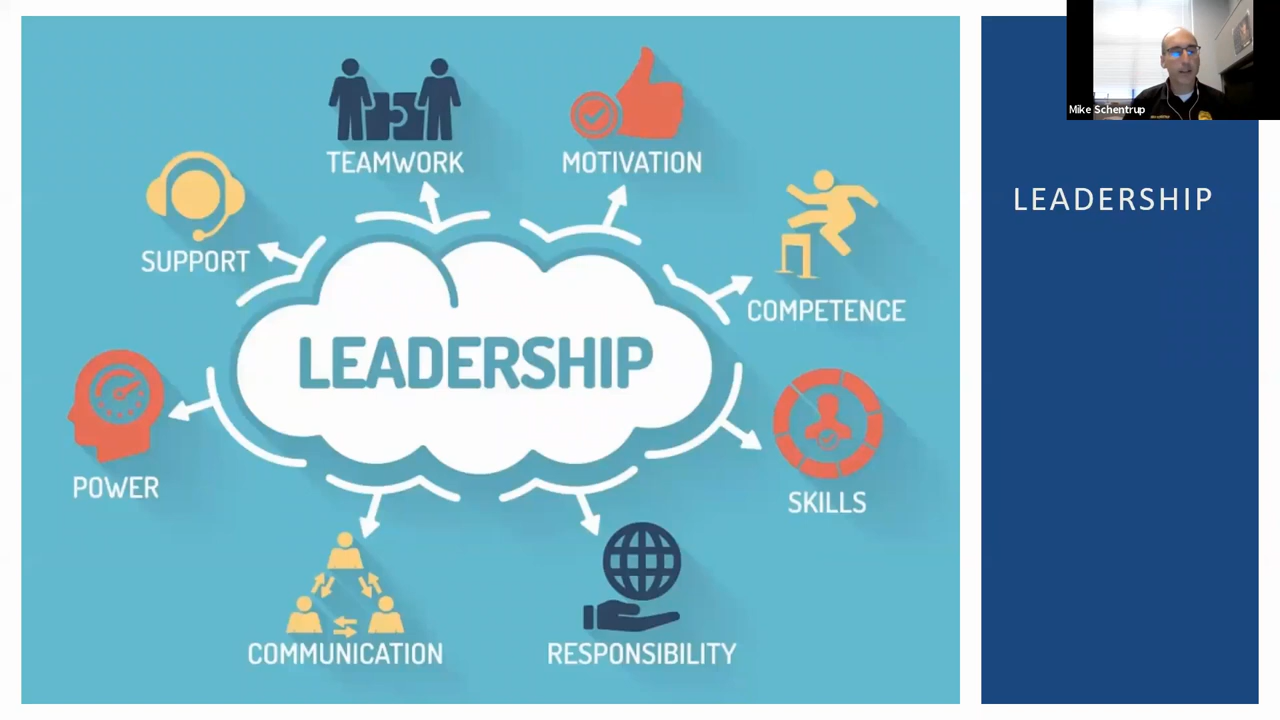 Mike Schentrup
TEAMWORK
MOTIVATION
SUPPORT
COMPETENCE
LEADERSHIP
POWER
SKILLS
COMMUNICATION
RESPONSIBILITY
LEADERSHIP